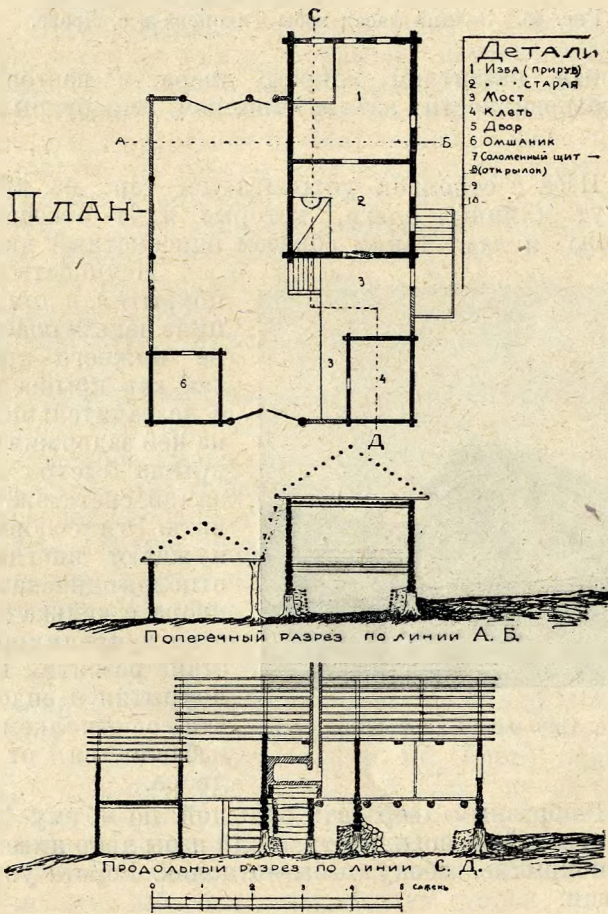 С
Детали
1 Изба (прируб)
2 " " старая
3 Мост
4 Клеть
5 Двор
6 Омшаник
7 Соломенный щит →
8 (открылок)
9
10
А
Б
ПЛАН
1
2
3
3
4
6
Д
7
Поперечный разрез по линии А. Б.
Продольный разрез по линии С. Д.
0 1 2 3 4 5 сажень